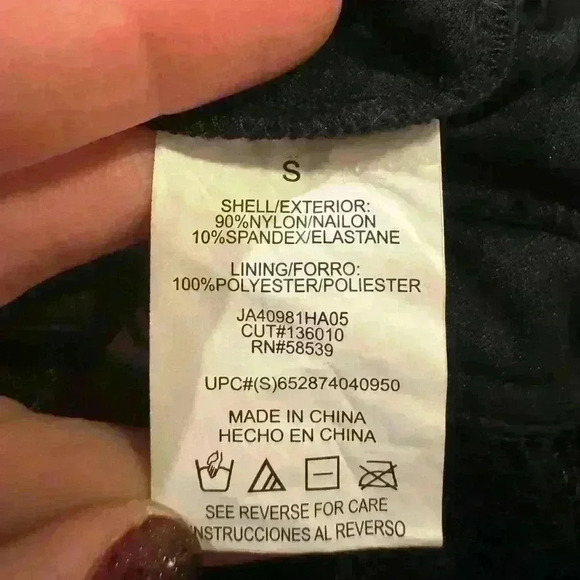 S
SHELL/EXTERIOR:
90%NYLON/NAILON
10%SPANDEX/ELASTANE
LINING/FORRO:
100%POLYESTER/POLIESTER
JA40981HA05
CUT#136010
RN#58539
UPC#(S)652874040950
MADE IN CHINA
HECHO EN CHINA
SEE REVERSE FOR CARE
INSTRUCCIONES AL REVERSO